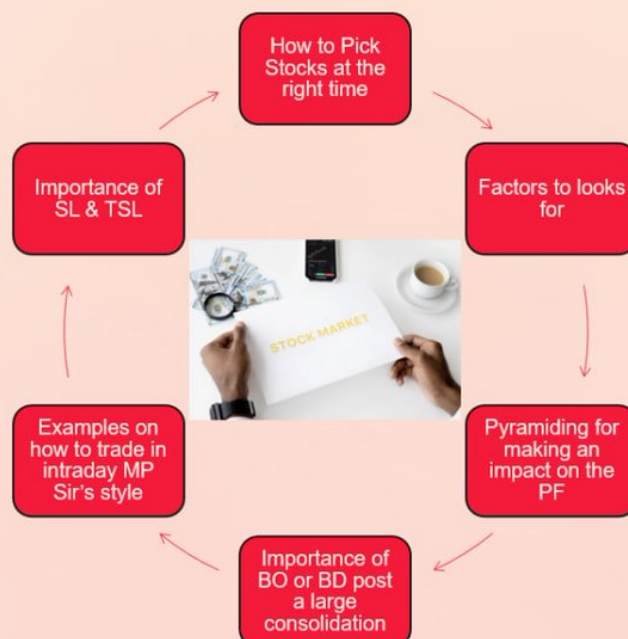 How to Pick
Stocks at the
right time
Factors to looks
for
Pyramiding for
making an
impact on the
PF
Importance of
BO or BD post
a large
consolidation
Examples on
how to trade in
intraday MP
Sir's style
Importance of
SL & TSL
STOCK MARKET